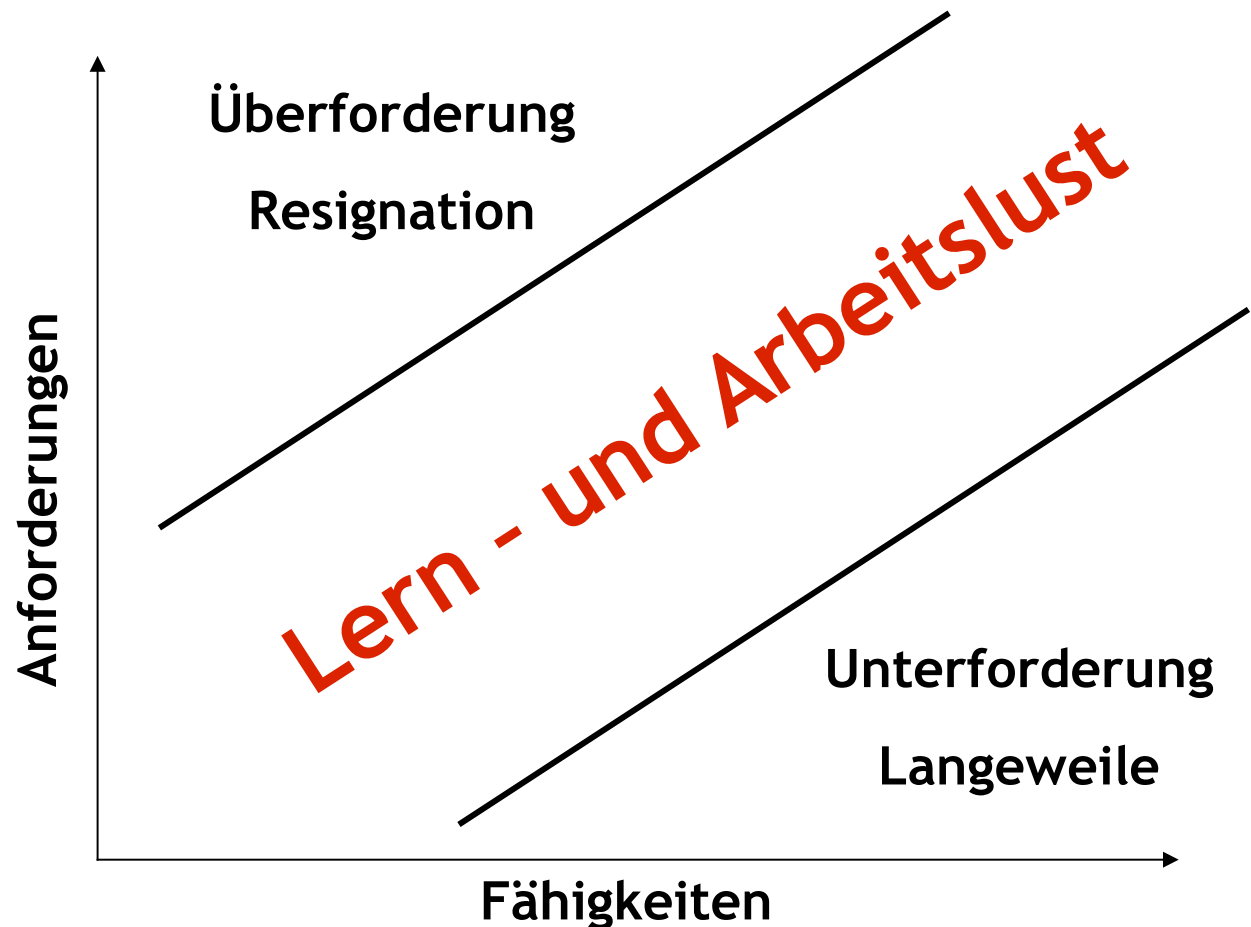 Überforderung
Resignation
Lern - und Arbeitslust
Anforderungen
Unterforderung
Langeweile
Fähigkeiten